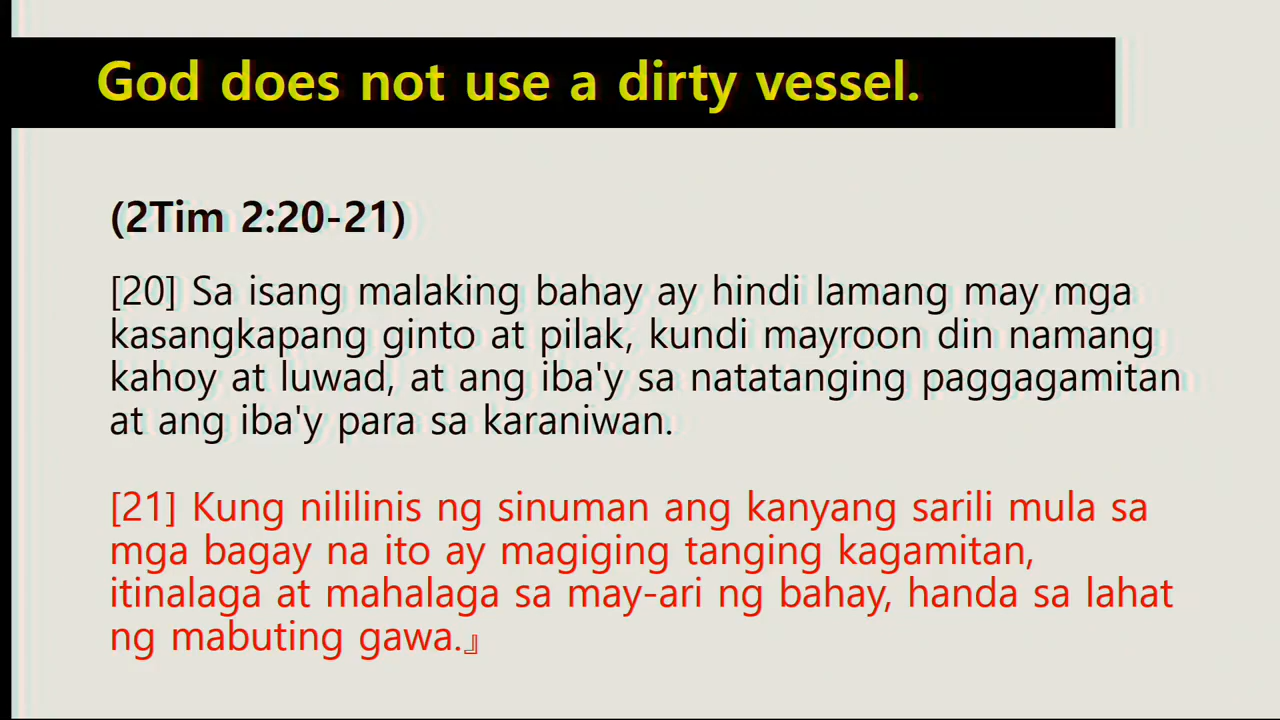 God does not use a dirty vessel.
(2Tim 2:20-21)
[20] Sa isang malaking bahay ay hindi lamang may mga
kasangkapang ginto at pilak, kundi mayroon din namang
kahoy at luwad, at ang iba'y sa natatanging paggagamitan
at ang iba'y para sa karaniwan.
[21] Kung nililinis ng sinuman ang kanyang sarili mula sa
mga bagay na ito ay magiging tanging kagamitan,
itinalaga at mahalaga sa may-ari ng bahay, handa sa lahat
ng mabuting gawa.』